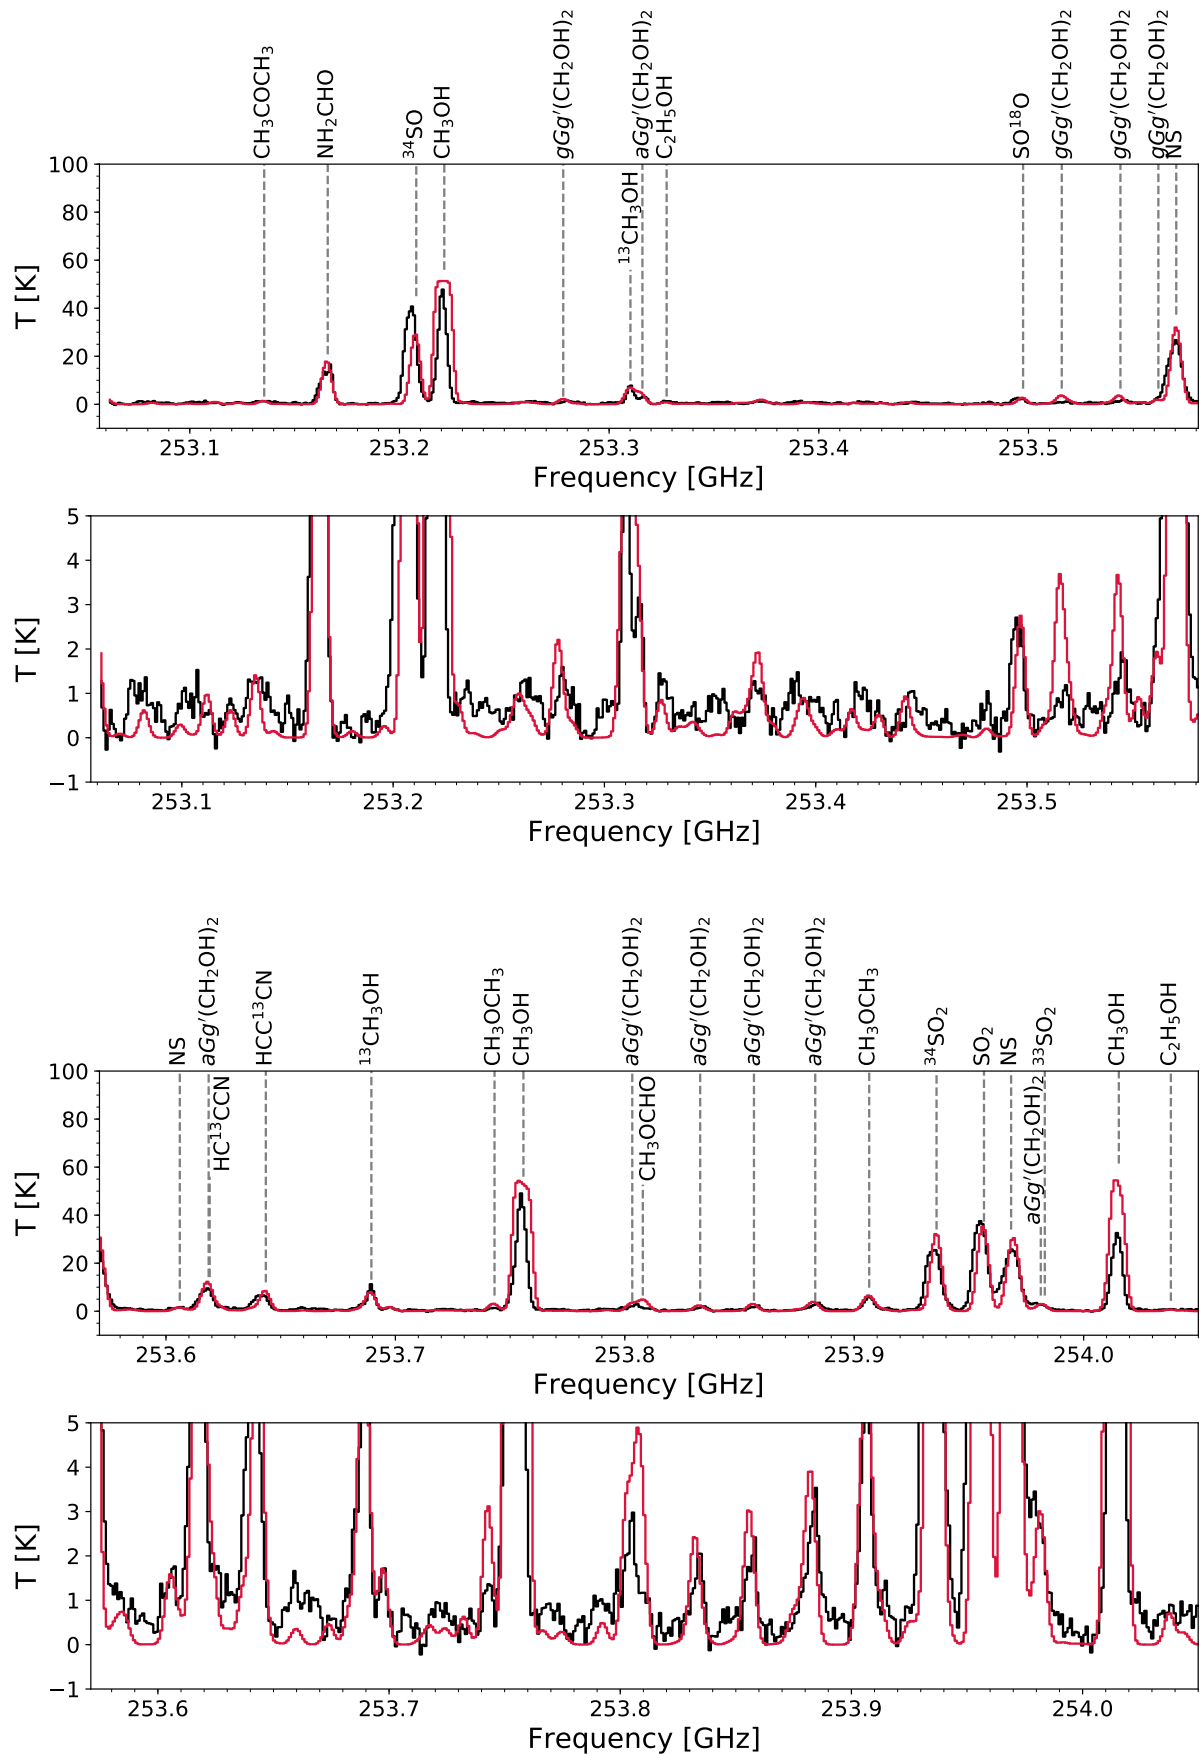 CH₃COCH₃
NH₂CHO
³⁴SO
CH₃OH
gGg′(CH₂OH)₂
¹³CH₃OH
aGg′(CH₂OH)₂
C₂H₅OH
SO¹⁸O
gGg′(CH₂OH)₂
gGg′(CH₂OH)₂
gGg′(CH₂OH)₂
NS
T [K]
100
80
60
40
20
0
253.1 253.2 253.3 253.4 253.5
Frequency [GHz]
T [K]
5
4
3
2
1
0
−1
253.1 253.2 253.3 253.4 253.5
Frequency [GHz]
NS
aGg′(CH₂OH)₂
HC¹³CCN
HCC¹³CN
¹³CH₃OH
CH₃OCH₃
CH₃OH
aGg′(CH₂OH)₂
CH₃OCHO
aGg′(CH₂OH)₂
aGg′(CH₂OH)₂
aGg′(CH₂OH)₂
CH₃OCH₃
³⁴SO₂
SO₂
NS
aGg′(CH₂OH)₂
³³SO₂
CH₃OH
C₂H₅OH
T [K]
100
80
60
40
20
0
253.6 253.7 253.8 253.9 254.0
Frequency [GHz]
T [K]
5
4
3
2
1
0
−1
253.6 253.7 253.8 253.9 254.0
Frequency [GHz]